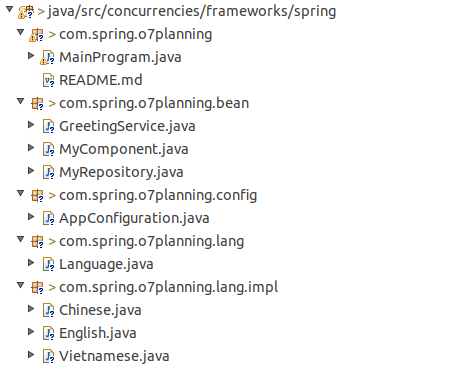 > java/src/concurrencies/frameworks/spring
> com.spring.o7planning
> MainProgram.java
README.md
> com.spring.o7planning.bean
> GreetingService.java
> MyComponent.java
> MyRepository.java
> com.spring.o7planning.config
> AppConfiguration.java
> com.spring.o7planning.lang
> Language.java
> com.spring.o7planning.lang.impl
> Chinese.java
> English.java
> Vietnamese.java